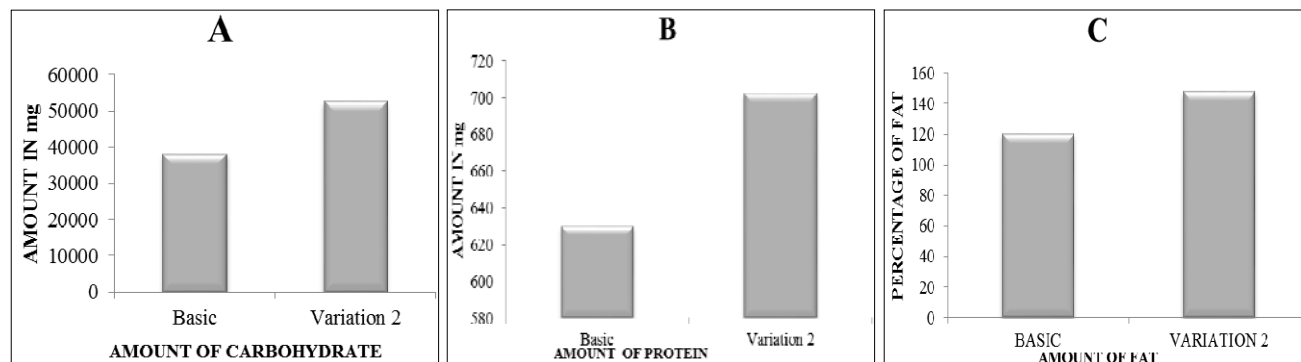 A
AMOUNT IN mg
60000
50000
40000
30000
20000
10000
0
Basic
Variation 2
AMOUNT OF CARBOHYDRATE
B
AMOUNT IN mg
720
700
680
660
640
620
600
580
Basic
Variation 2
AMOUNT OF PROTEIN
C
PERCENTAGE OF FAT
160
140
120
100
80
60
40
20
0
BASIC
VARIATION 2
AMOUNT OF FAT